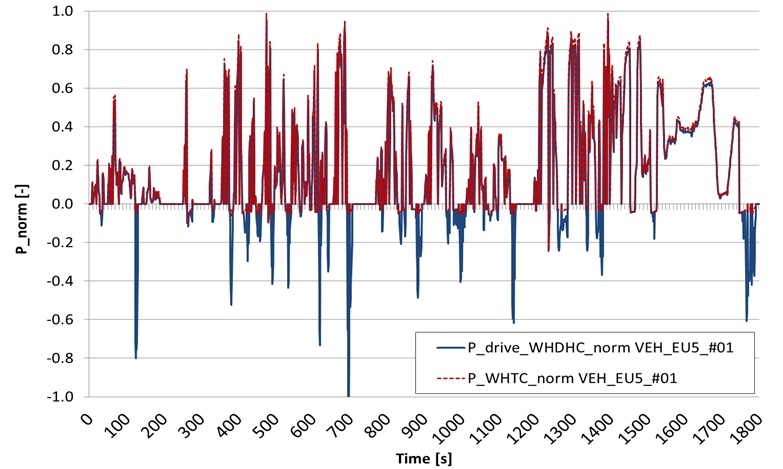 1.0
0.8
0.6
0.4
0.2
0.0
-0.2
-0.4
-0.6
-0.8
-1.0
P_norm [-]
P_drive_WHDHC_norm VEH_EU5_#01
P_WHTC_norm VEH_EU5_#01
0 100 200 300 400 500 600 700 800 900 1000 1100 1200 1300 1400 1500 1600 1700 1800
Time [s]